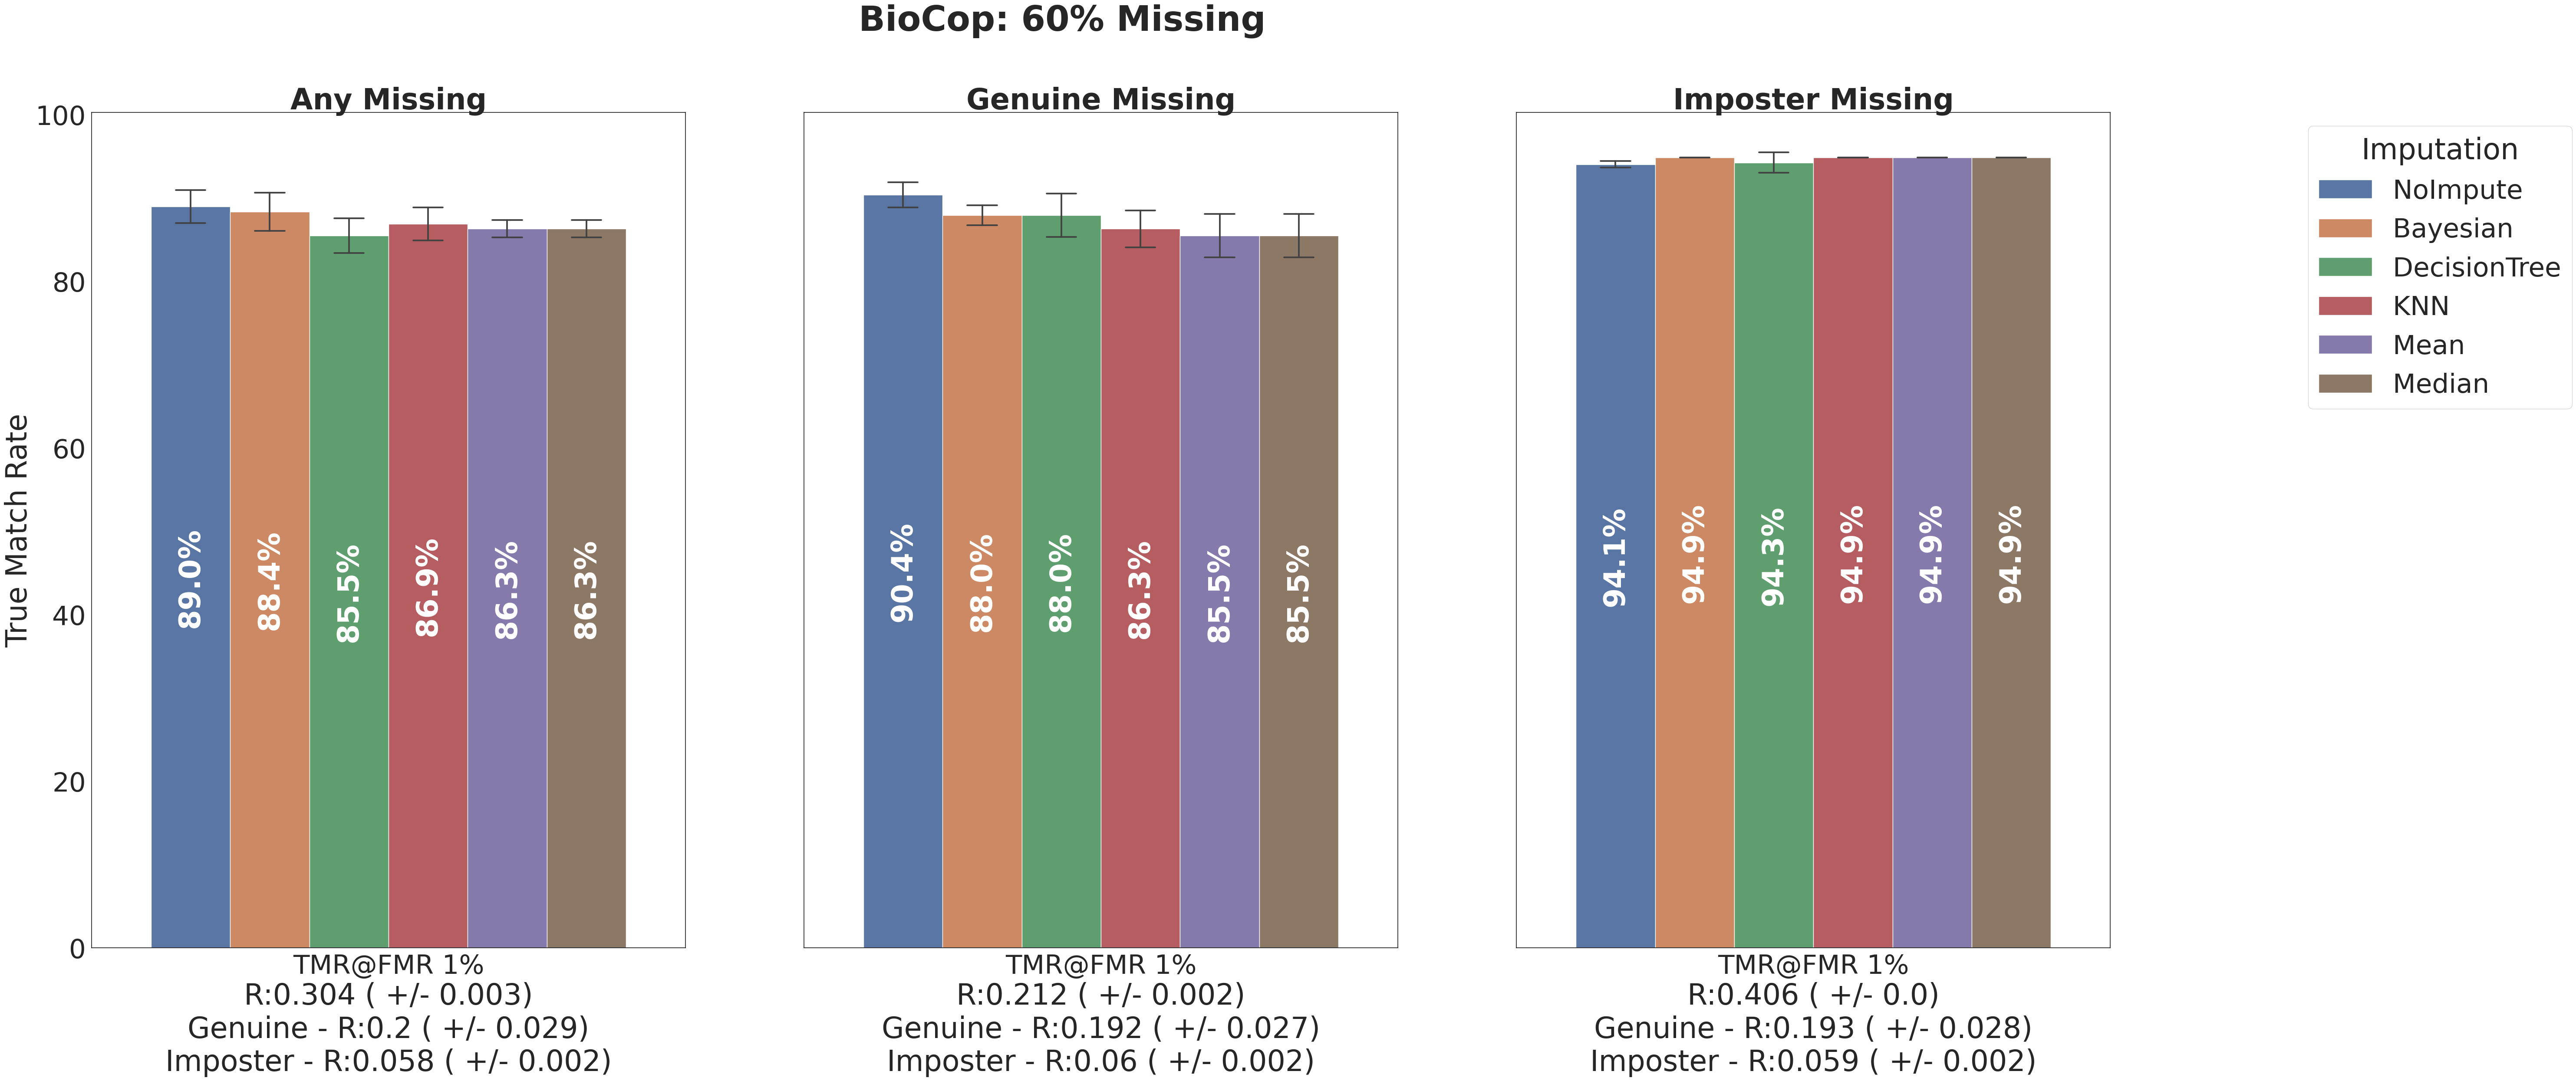 BioCop: 60% Missing
Any Missing
Genuine Missing
Imposter Missing
True Match Rate
100
80
60
40
20
0
89.0%
88.4%
85.5%
86.9%
86.3%
86.3%
90.4%
88.0%
88.0%
86.3%
85.5%
85.5%
94.1%
94.9%
94.3%
94.9%
94.9%
94.9%
TMR@FMR 1%
R:0.304 ( +/- 0.003)
Genuine - R:0.2 ( +/- 0.029)
Imposter - R:0.058 ( +/- 0.002)
TMR@FMR 1%
R:0.212 ( +/- 0.002)
Genuine - R:0.192 ( +/- 0.027)
Imposter - R:0.06 ( +/- 0.002)
TMR@FMR 1%
R:0.406 ( +/- 0.0)
Genuine - R:0.193 ( +/- 0.028)
Imposter - R:0.059 ( +/- 0.002)
Imputation
NoImpute
Bayesian
DecisionTree
KNN
Mean
Median